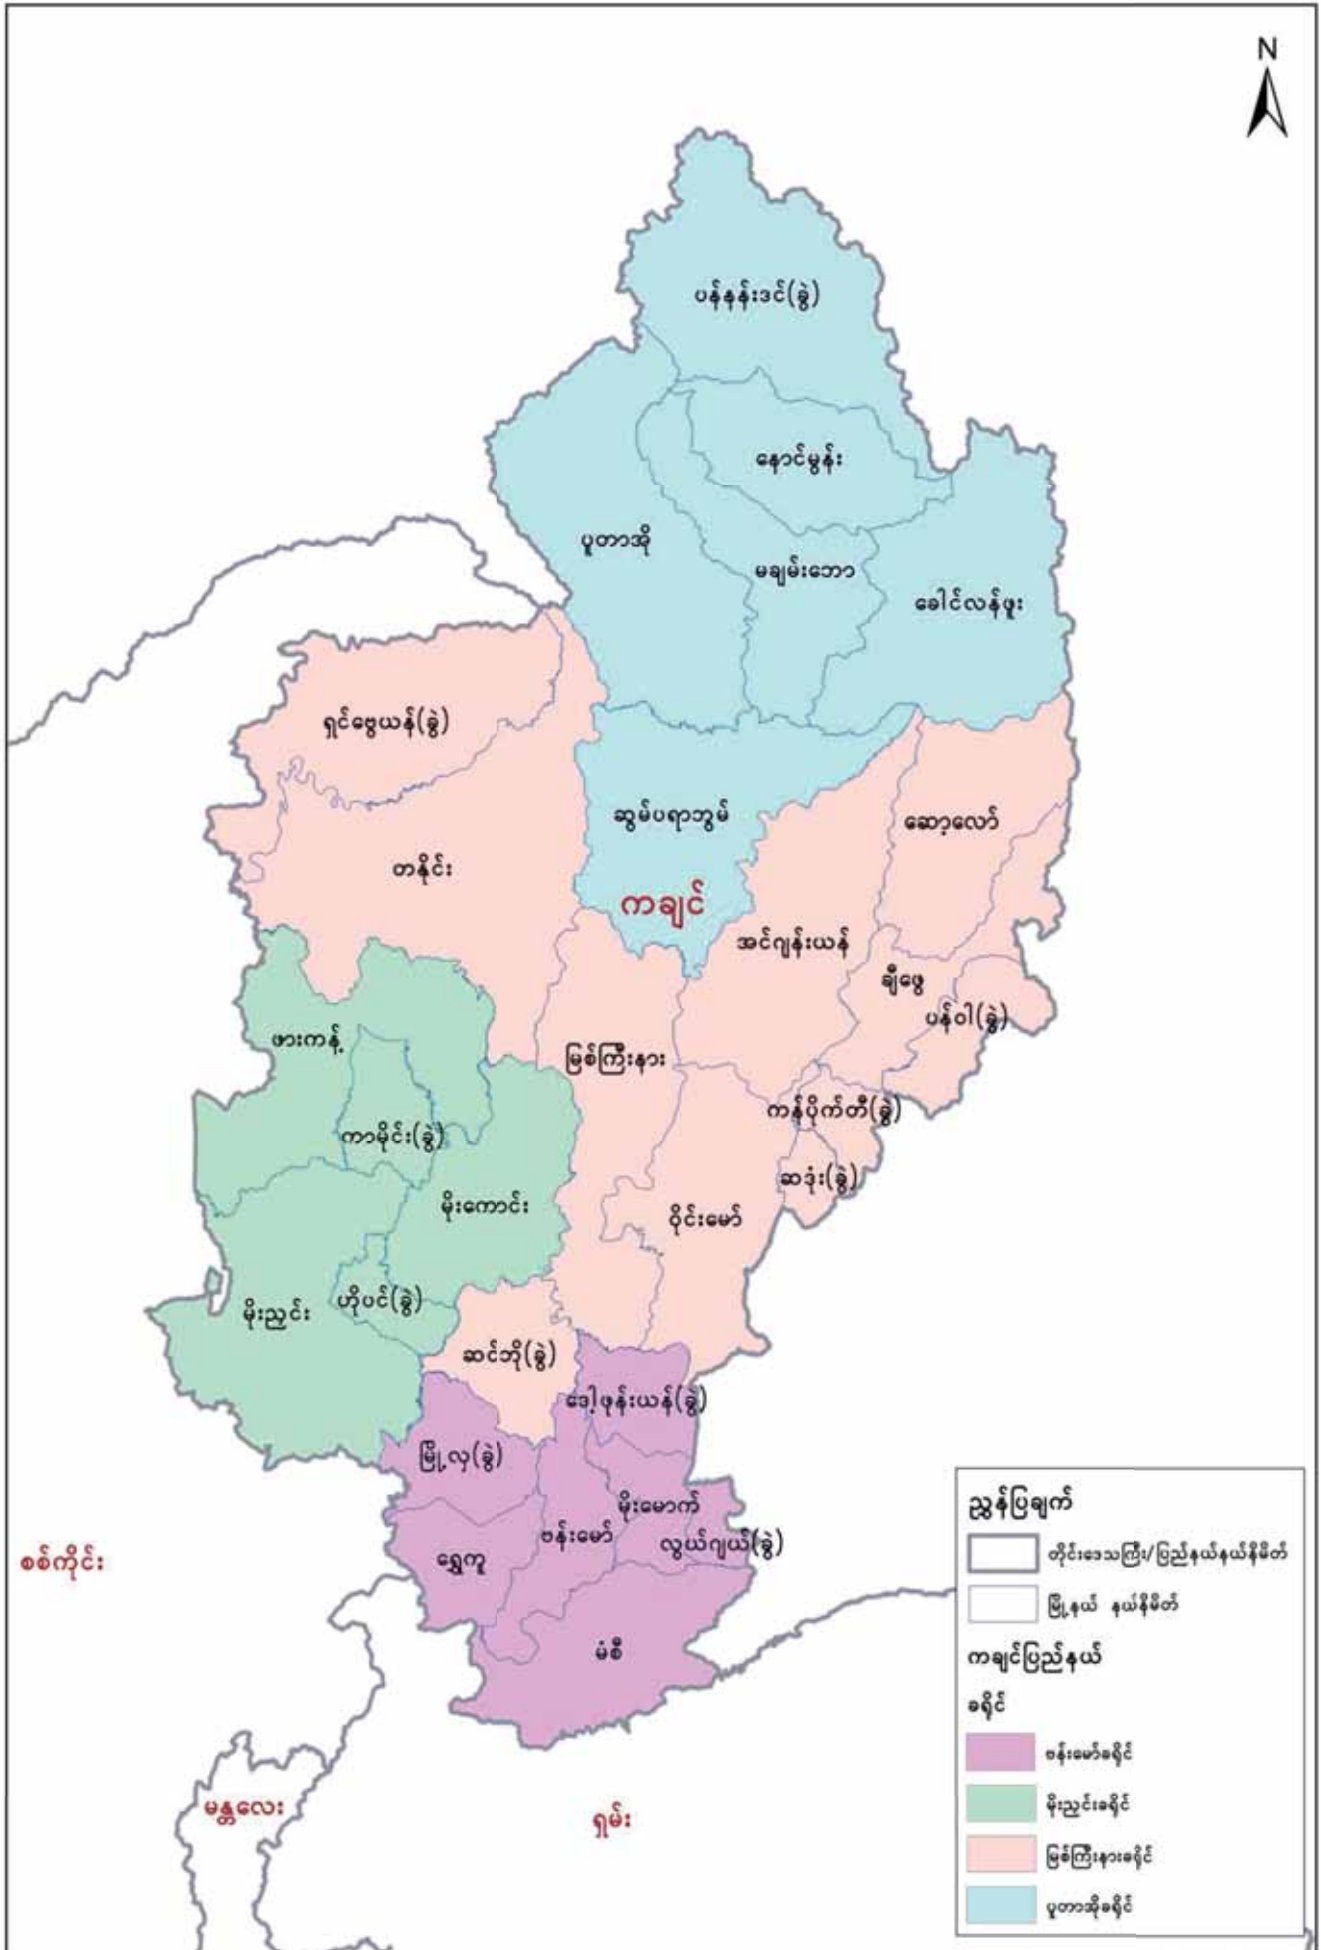 N
ပန်နန်းဒင်(ခွဲ)
နောင်မွန်း
ပူတာအို
မချမ်းဘော
ခေါင်လန်ဖူး
ရှင်ဗွေယန်(ခွဲ)
ဆွမ်ပရာဘွမ်
ဆော့လော်
တနိုင်း
ကချင်
အင်ဂျန်းယန်
ချီဖွေ
ပန်ဝါ(ခွဲ)
ဖားကန့်
မြစ်ကြီးနား
ကန်ပိုက်တီ(ခွဲ)
ကာမိုင်း(ခွဲ)
ဆဒုံး(ခွဲ)
မိုးကောင်း
ဝိုင်းမော်
ဟိုပင်(ခွဲ)
မိုးညှင်း
ဆင်ဘို(ခွဲ)
ဒေါ့ဖုန်းယန်(ခွဲ)
မြို့လှ(ခွဲ)
မိုးမောက်
ဗန်းမော်
လွယ်ဂျယ်(ခွဲ)
ရွှေကူ
စစ်ကိုင်း
မံစီ
မန္တလေး
ရှမ်း
ညွှန်ပြချက်
တိုင်းဒေသကြီး/ပြည်နယ်နယ်နိမိတ်
မြို့နယ် နယ်နိမိတ်
ကချင်ပြည်နယ်
ခရိုင်
ဗန်းမော်ခရိုင်
မိုးညှင်းခရိုင်
မြစ်ကြီးနားခရိုင်
ပူတာအိုခရိုင်